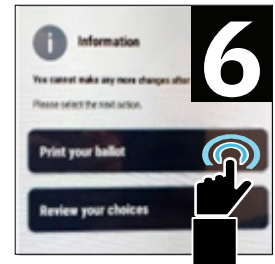 6
Information
You cannot make any more changes after
Please select the next action.
Print your ballot
Review your choices